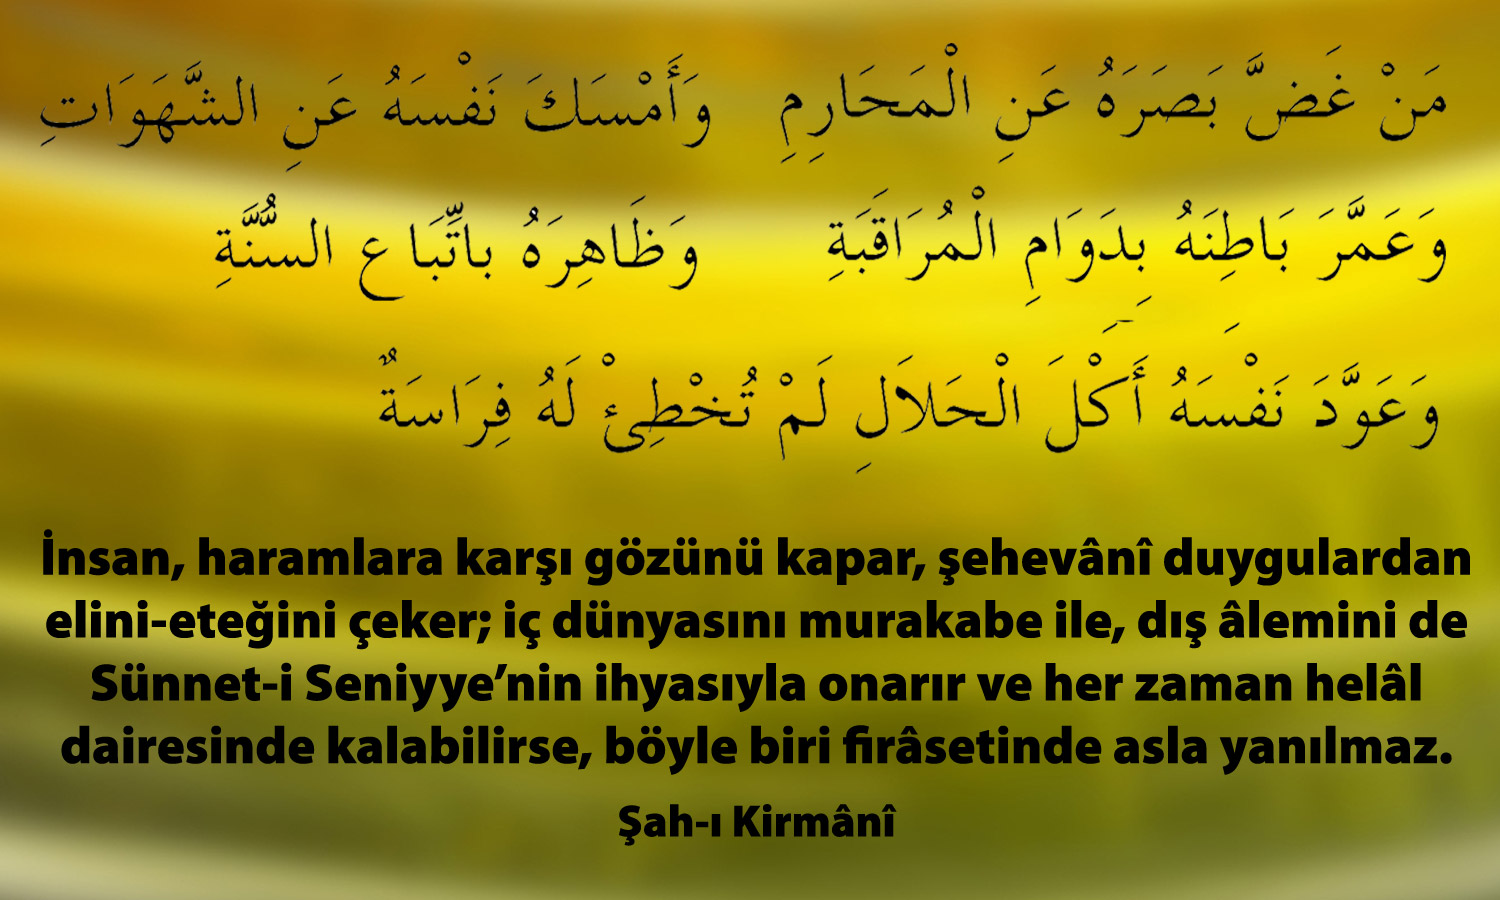 مَنْ غَضَّ بَصَرَهُ عَنِ الْمَحَارِمِ وَأَمْسَكَ نَفْسَهُ عَنِ الشَّهَوَاتِ
وَعَمَّرَ بَاطِنَهُ بِدَوَامِ الْمُرَاقَبَةِ وَظَاهِرَهُ بِاتِّبَاعِ السُّنَّةِ
وَعَوَّدَ نَفْسَهُ أَكْلَ الْحَلاَلِ لَمْ تُخْطِئْ لَهُ فِرَاسَةٌ
İnsan, haramlara karşı gözünü kapar, şehevânî duygulardan
elini-eteğini çeker; iç dünyasını murakabe ile, dış âlemini de
Sünnet-i Seniyye’nin ihyasıyla onarır ve her zaman helâl
dairesinde kalabilirse, böyle biri firâsetinde asla yanılmaz.
Şah-ı Kirmânî